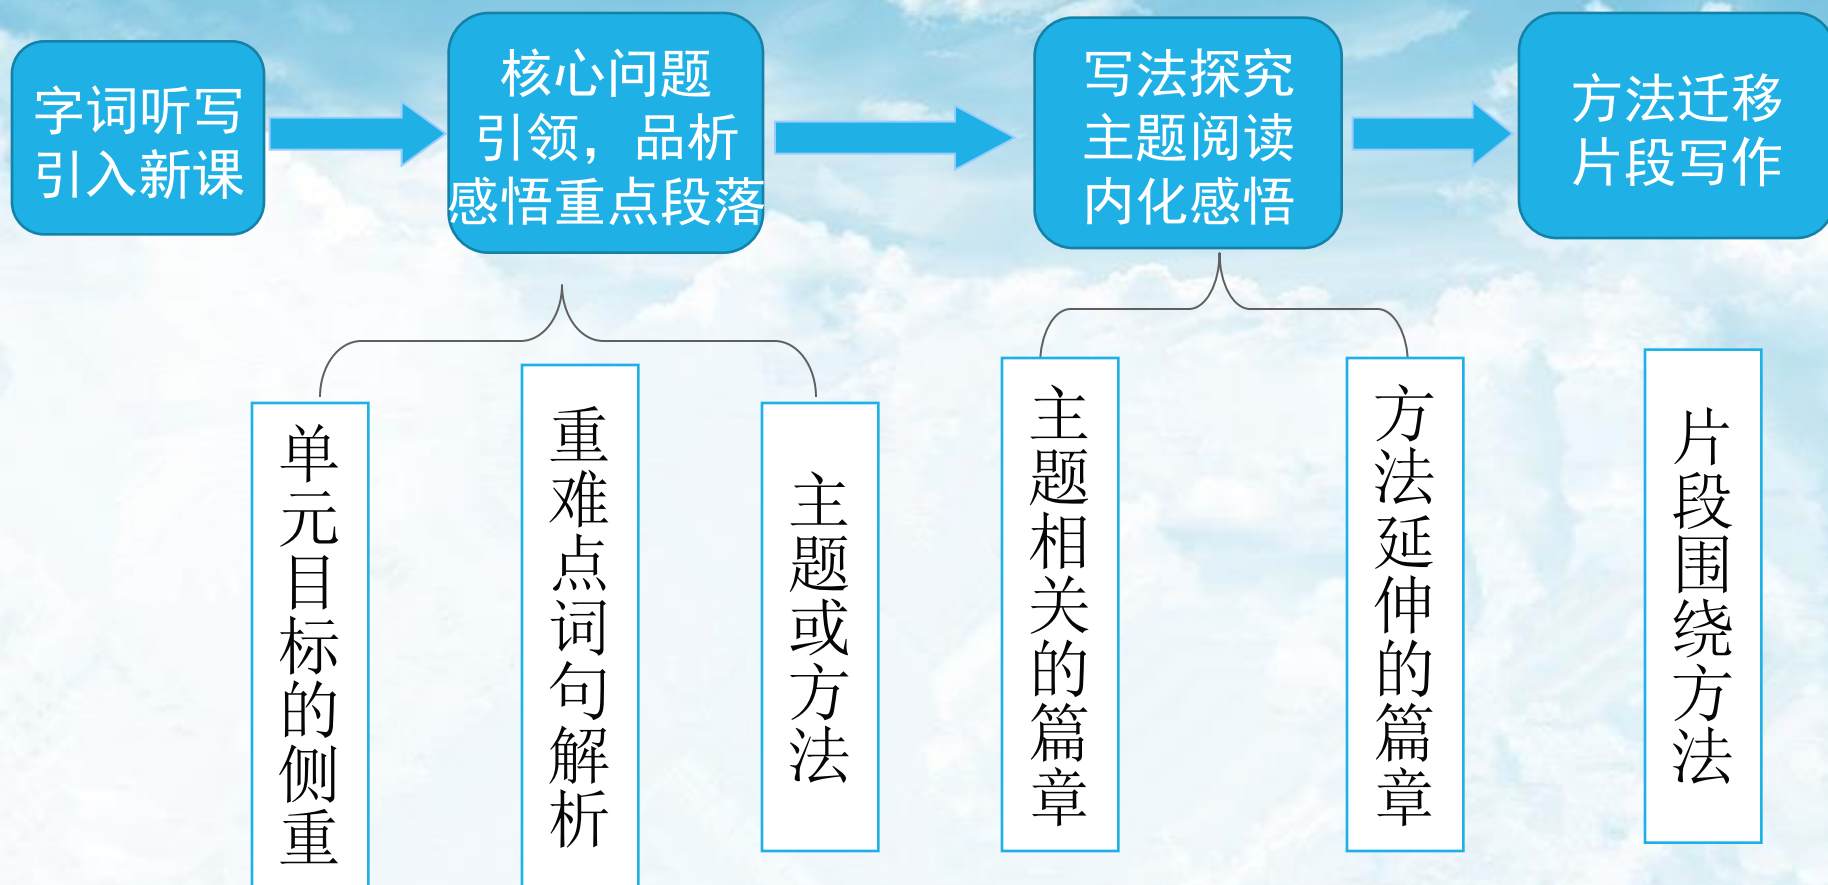 字词听写
引入新课
核心问题
引领，品析
感悟重点段落
写法探究
主题阅读
内化感悟
方法迁移
片段写作
单元目标的侧重
重难点词句解析
主题或方法
主题相关的篇章
方法延伸的篇章
片段围绕方法